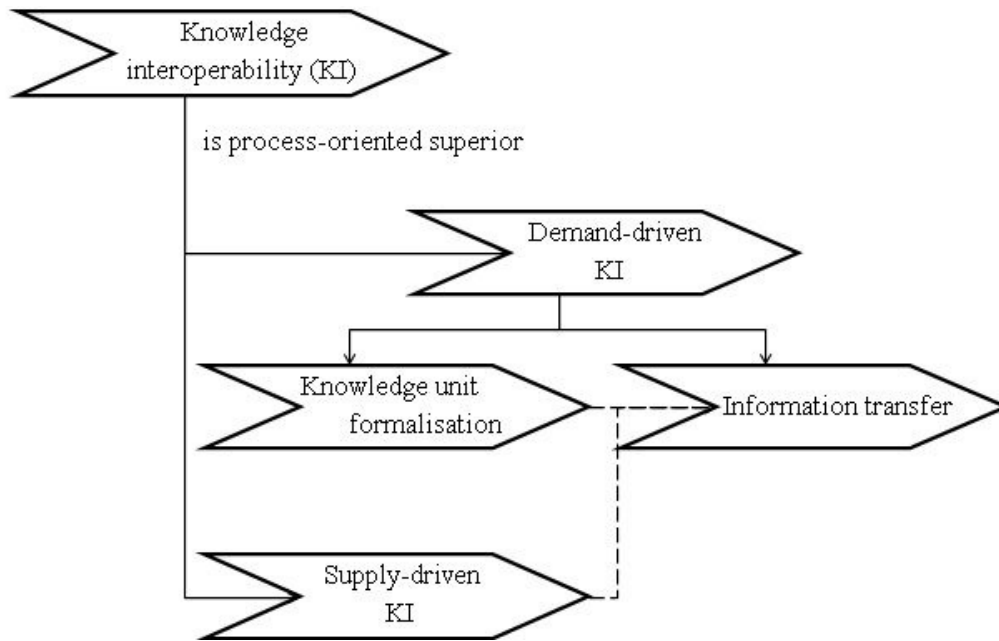 Knowledge
interoperability (KI)
is process-oriented superior
Demand-driven
KI
Knowledge unit
formalisation
Information transfer
Supply-driven
KI